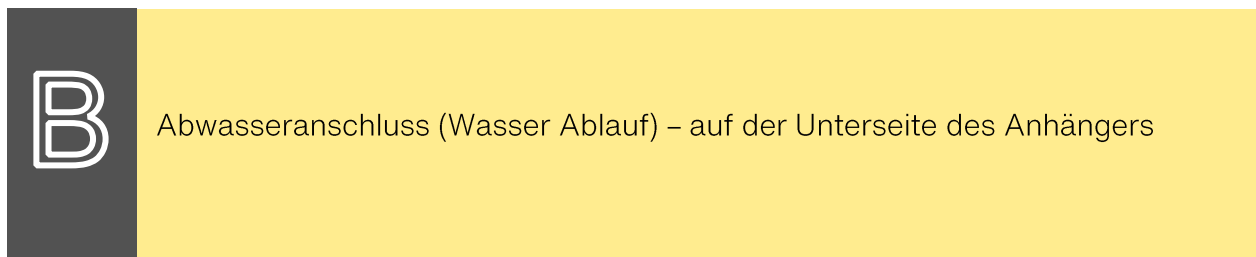 B
Abwasseranschluss (Wasser Ablauf) – auf der Unterseite des Anhängers